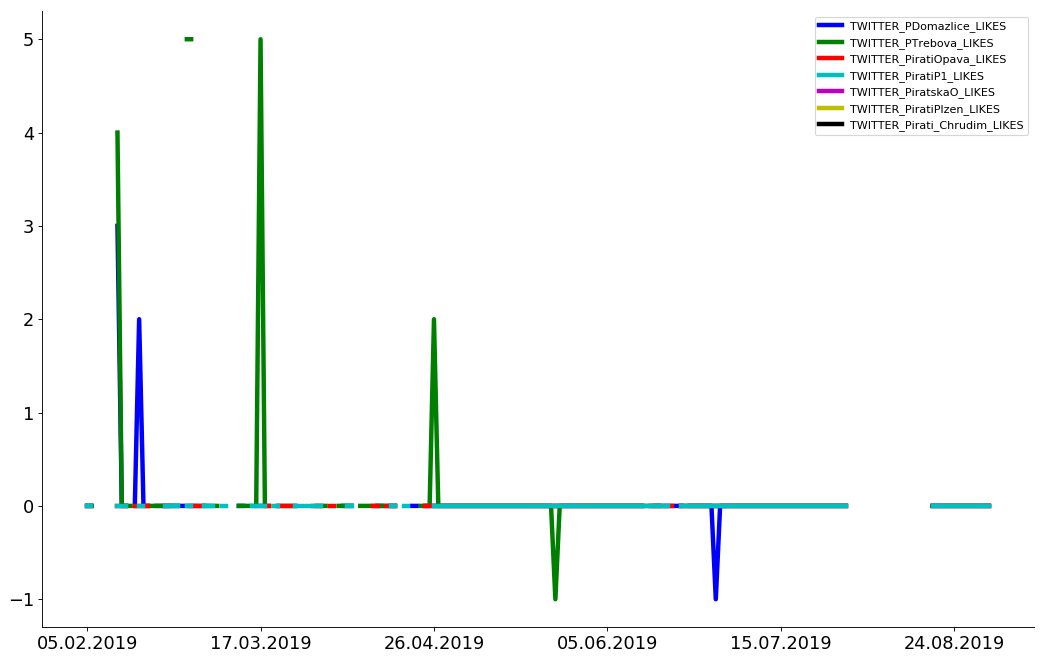 TWITTER_PDomazlice_LIKES
TWITTER_PTrebova_LIKES
TWITTER_PiratiOpava_LIKES
TWITTER_PiratiP1_LIKES
TWITTER_PiratskaO_LIKES
TWITTER_PiratiPlzen_LIKES
TWITTER_Pirati_Chrudim_LIKES
5
4
3
2
1
0
−1
05.02.2019 17.03.2019 26.04.2019 05.06.2019 15.07.2019 24.08.2019